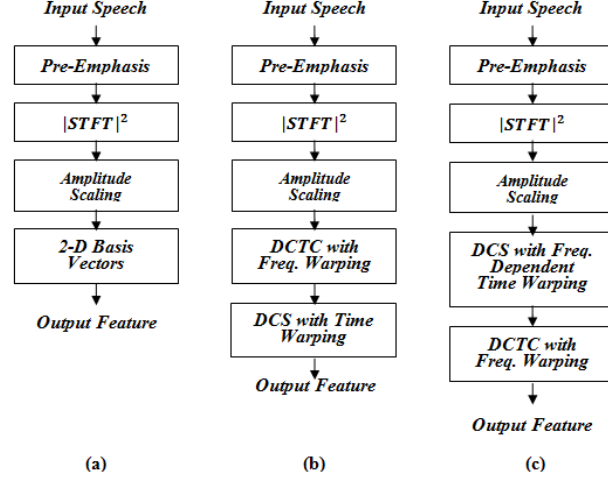 Input Speech
Pre-Emphasis
|STFT|²
Amplitude
Scaling
2-D Basis
Vectors
Output Feature
(a)
Input Speech
Pre-Emphasis
|STFT|²
Amplitude
Scaling
DCTC with
Freq. Warping
DCS with Time
Warping
Output Feature
(b)
Input Speech
Pre-Emphasis
|STFT|²
Amplitude
Scaling
DCS with Freq.
Dependent
Time Warping
DCTC with
Freq. Warping
Output Feature
(c)